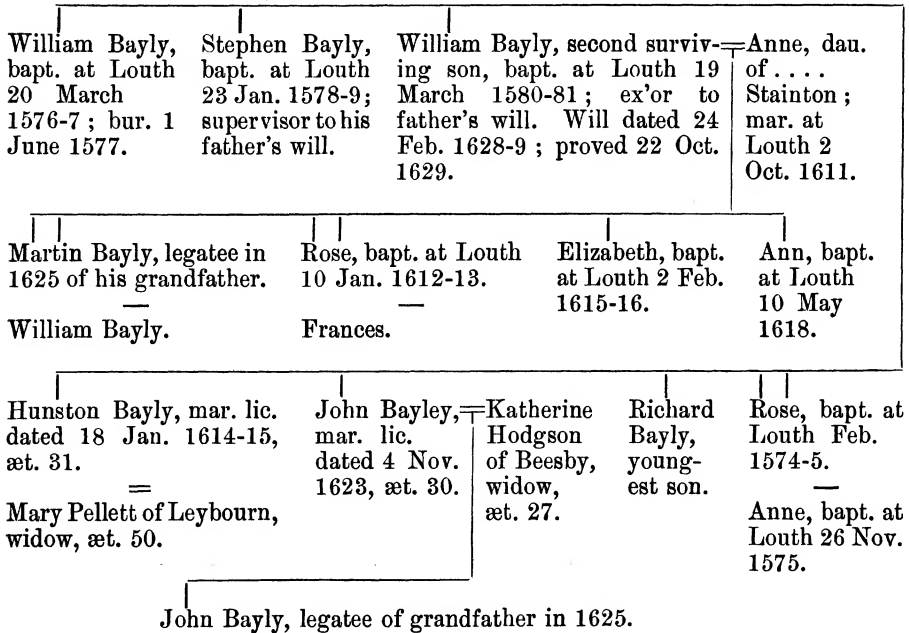 William Bayly,
bapt. at Louth
20 March
1576-7 ; bur. 1
June 1577.
Stephen Bayly,
bapt. at Louth
23 Jan. 1578-9;
supervisor to his
father's will.
William Bayly, second surviv-
ing son, bapt. at Louth 19
March 1580-81 ; ex'or to
father's will. Will dated 24
Feb. 1628-9 ; proved 22 Oct.
1629.
=Anne, dau.
of . . . .
Stainton ;
mar. at
Louth 2
Oct. 1611.
Martin Bayly, legatee in
1625 of his grandfather.
—
William Bayly.
Rose, bapt. at Louth
10 Jan. 1612-13.
—
Frances.
Elizabeth, bapt.
at Louth 2 Feb.
1615-16.
Ann, bapt.
at Louth
10 May
1618.
Hunston Bayly, mar. lic.
dated 18 Jan. 1614-15,
æt. 31.
=
Mary Pellett of Leybourn,
widow, æt. 50.
John Bayley,
mar. lic.
dated 4 Nov.
1623, æt. 30.
=Katherine
Hodgson
of Beesby,
widow,
æt. 27.
Richard
Bayly,
young-
est son.
Rose, bapt. at
Louth Feb.
1574-5.
—
Anne, bapt. at
Louth 26 Nov.
1575.
John Bayly, legatee of grandfather in 1625.